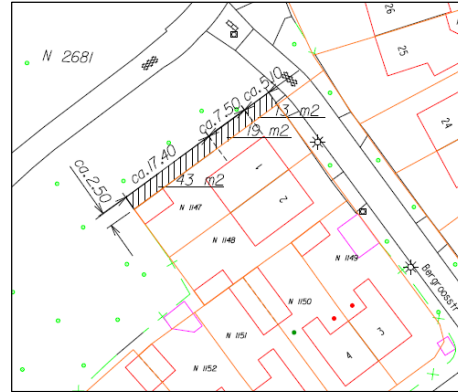 26
N 2681
25
ca.5.10
ca.7.50
13 m2
24
ca.17.40
19 m2
ca.2.50
43 m2
1
2
N 1147
N 1148
N 1149
Bergroosstr
N 1150
N 1151
3
4
N 1152